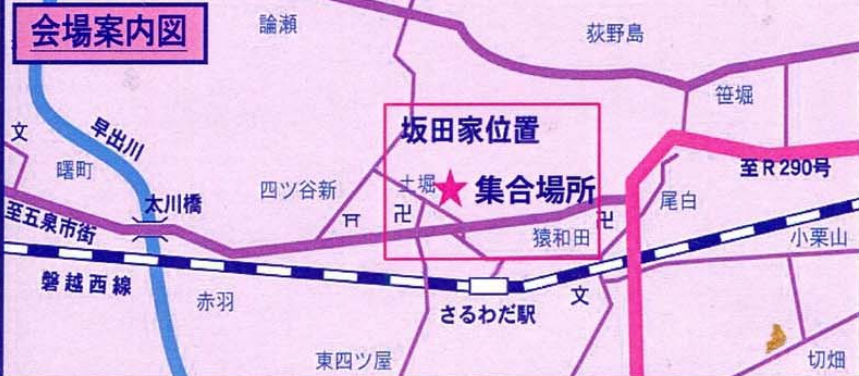 会場案内図
論瀬
荻野島
笹堀
文
早出川
坂田家位置
曙町
四ツ谷新
土堀
集合場所
至R290号
太川橋
尾白
至五泉市街
卍
卍
猿和田
小栗山
磐越西線
赤羽
さるわだ駅
文
東四ツ屋
切畑